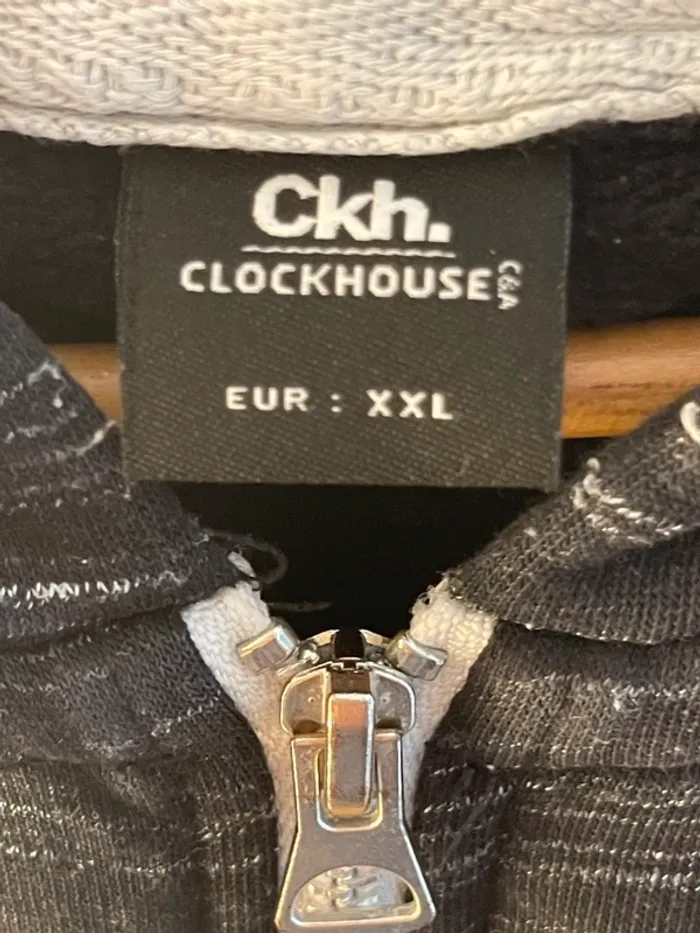 Ckh.
CLOCKHOUSE
C&A
EUR : XXL